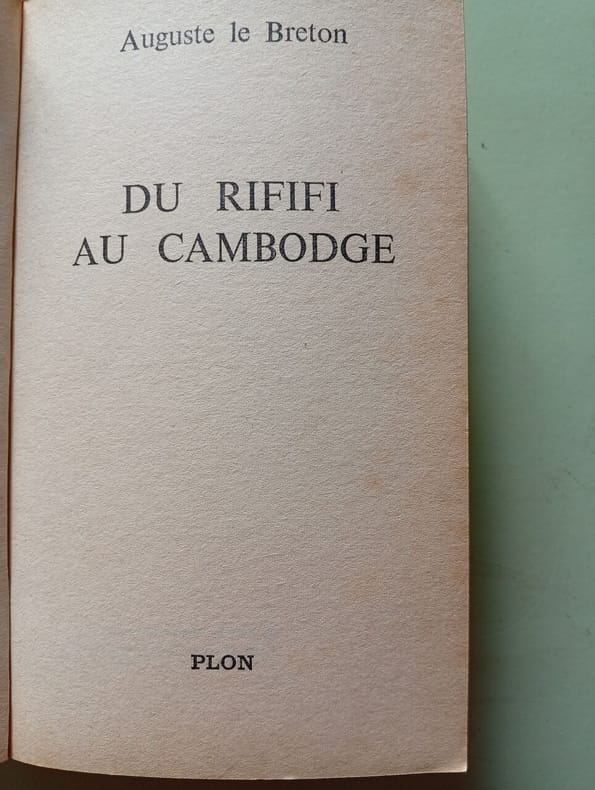 Auguste le Breton
DU RIFIFI
AU CAMBODGE
PLON